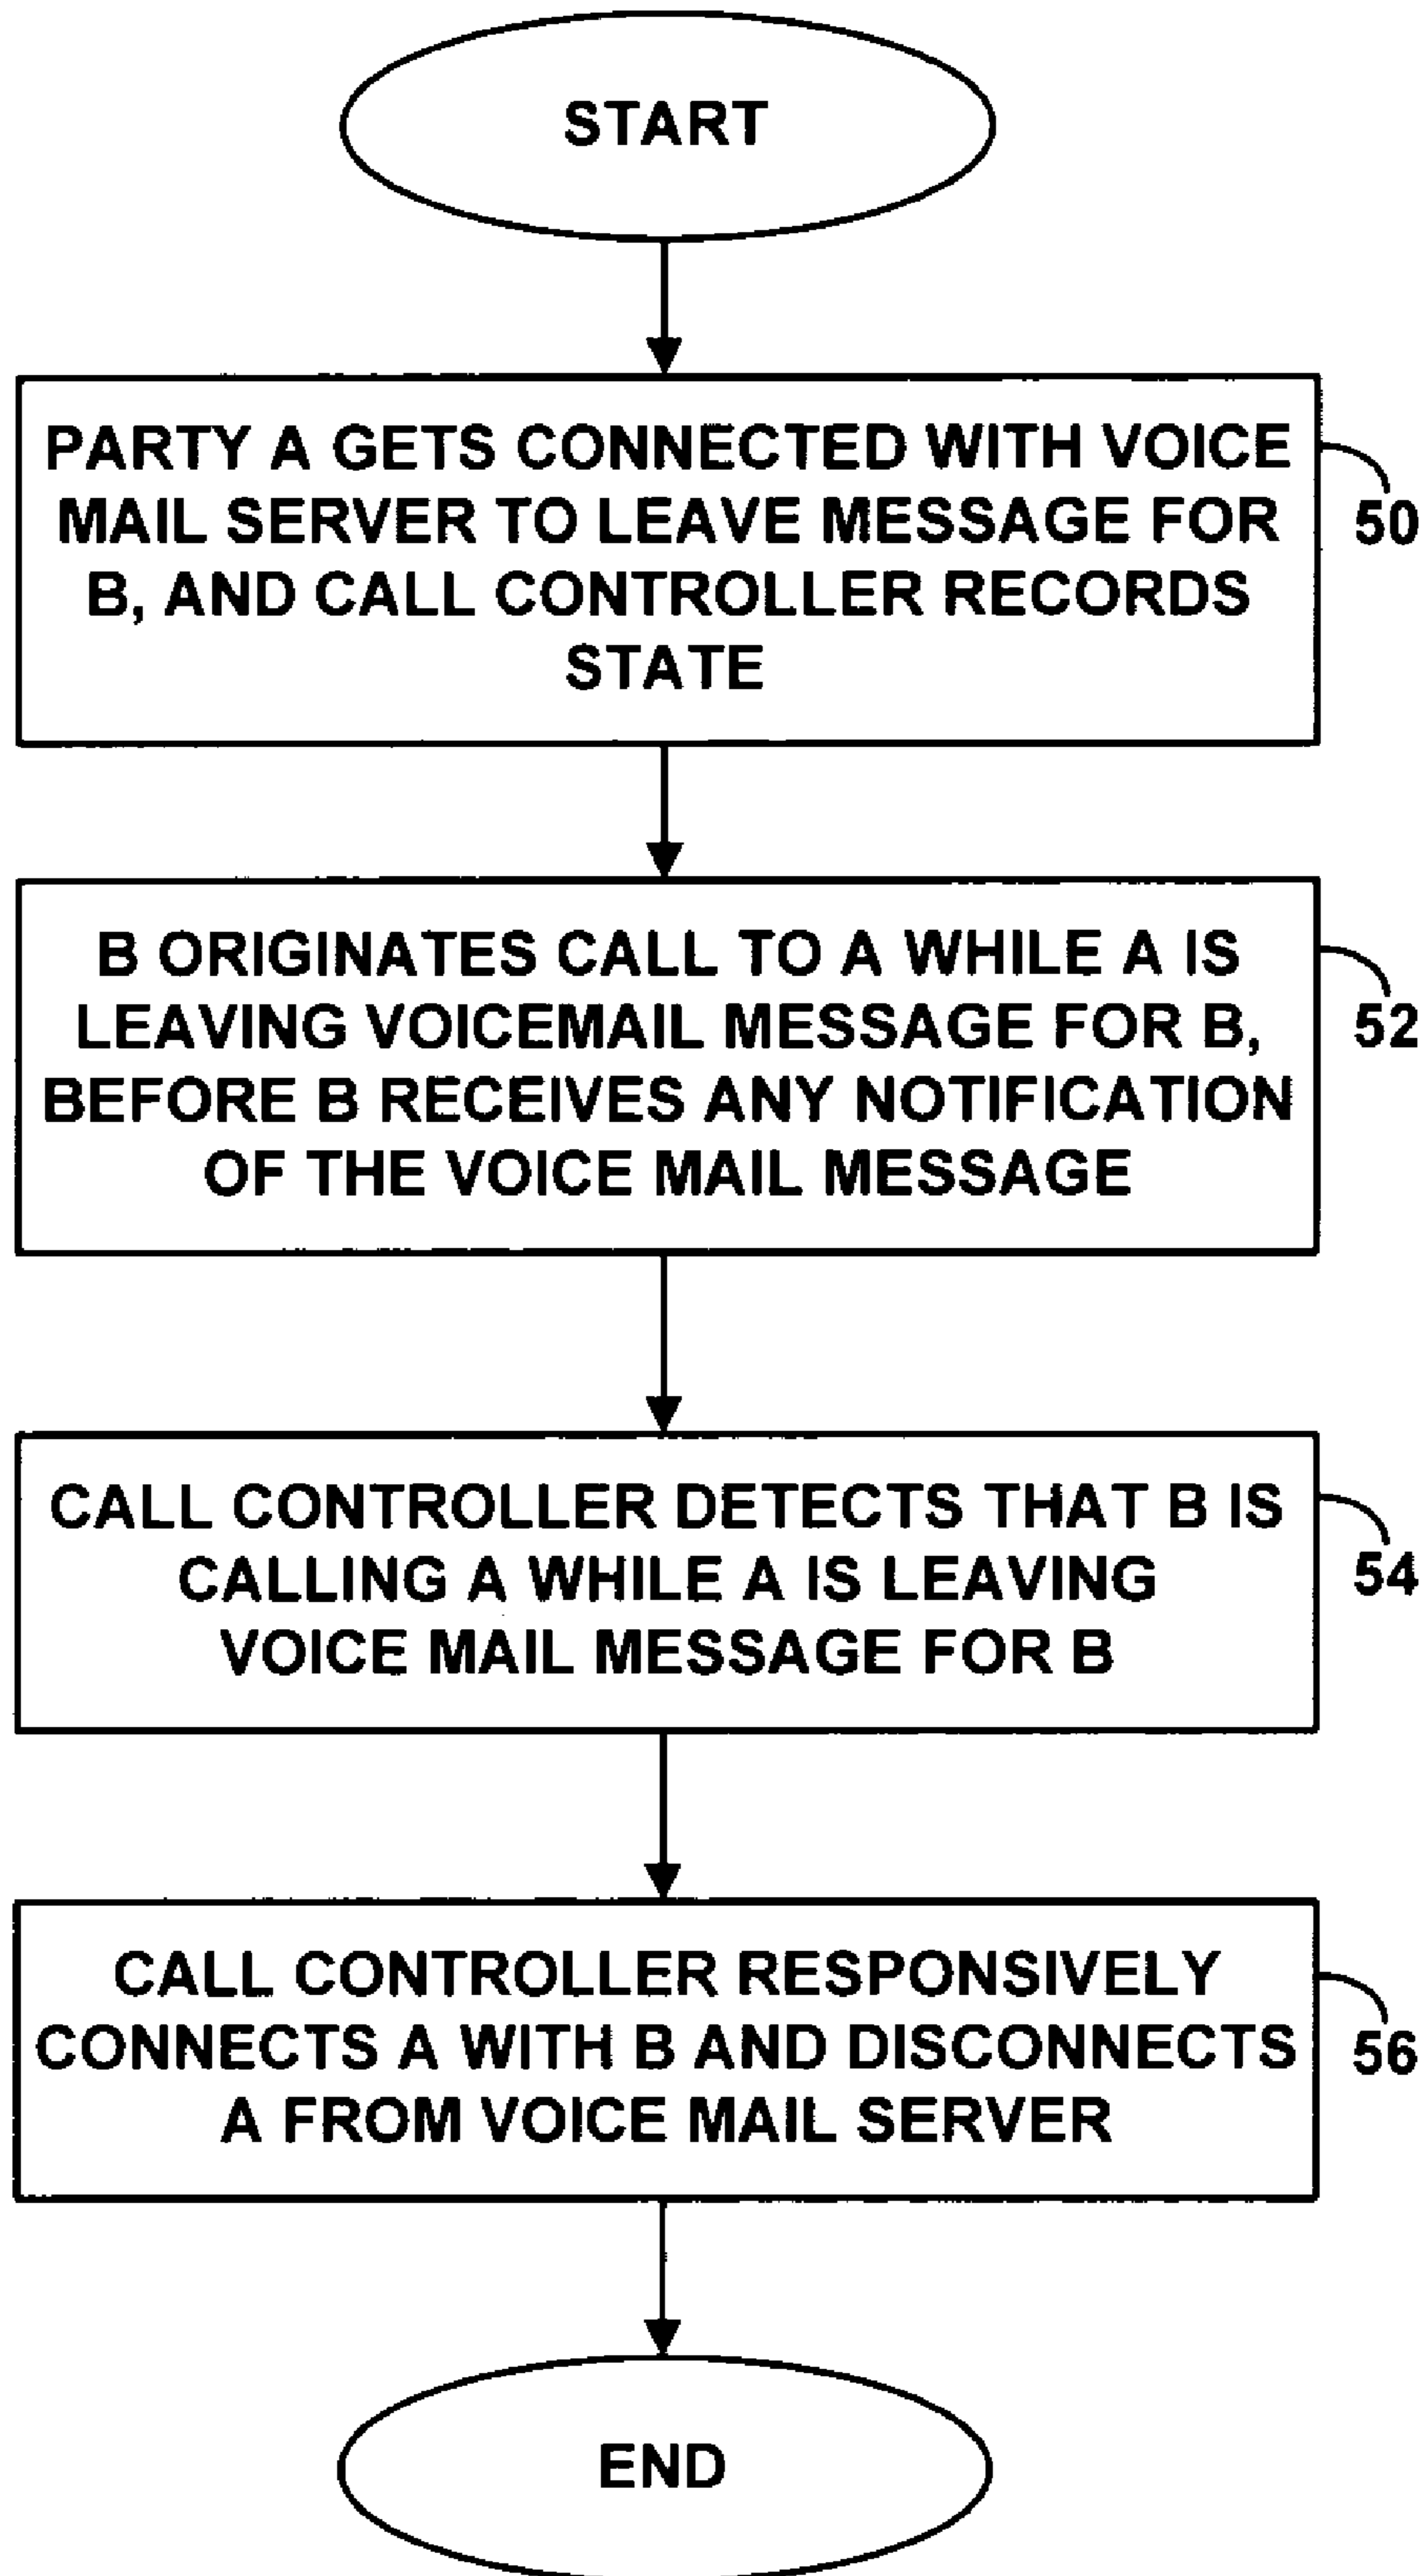 START
PARTY A GETS CONNECTED WITH VOICE
MAIL SERVER TO LEAVE MESSAGE FOR
B, AND CALL CONTROLLER RECORDS
STATE
50
B ORIGINATES CALL TO A WHILE A IS
LEAVING VOICEMAIL MESSAGE FOR B,
BEFORE B RECEIVES ANY NOTIFICATION
OF THE VOICE MAIL MESSAGE
52
CALL CONTROLLER DETECTS THAT B IS
CALLING A WHILE A IS LEAVING
VOICE MAIL MESSAGE FOR B
54
CALL CONTROLLER RESPONSIVELY
CONNECTS A WITH B AND DISCONNECTS
A FROM VOICE MAIL SERVER
56
END